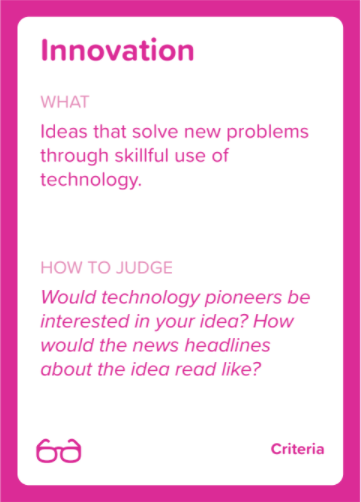 Innovation
WHAT
Ideas that solve new problems
through skillful use of
technology.
HOW TO JUDGE
Would technology pioneers be
interested in your idea? How
would the news headlines
about the idea read like?
Criteria